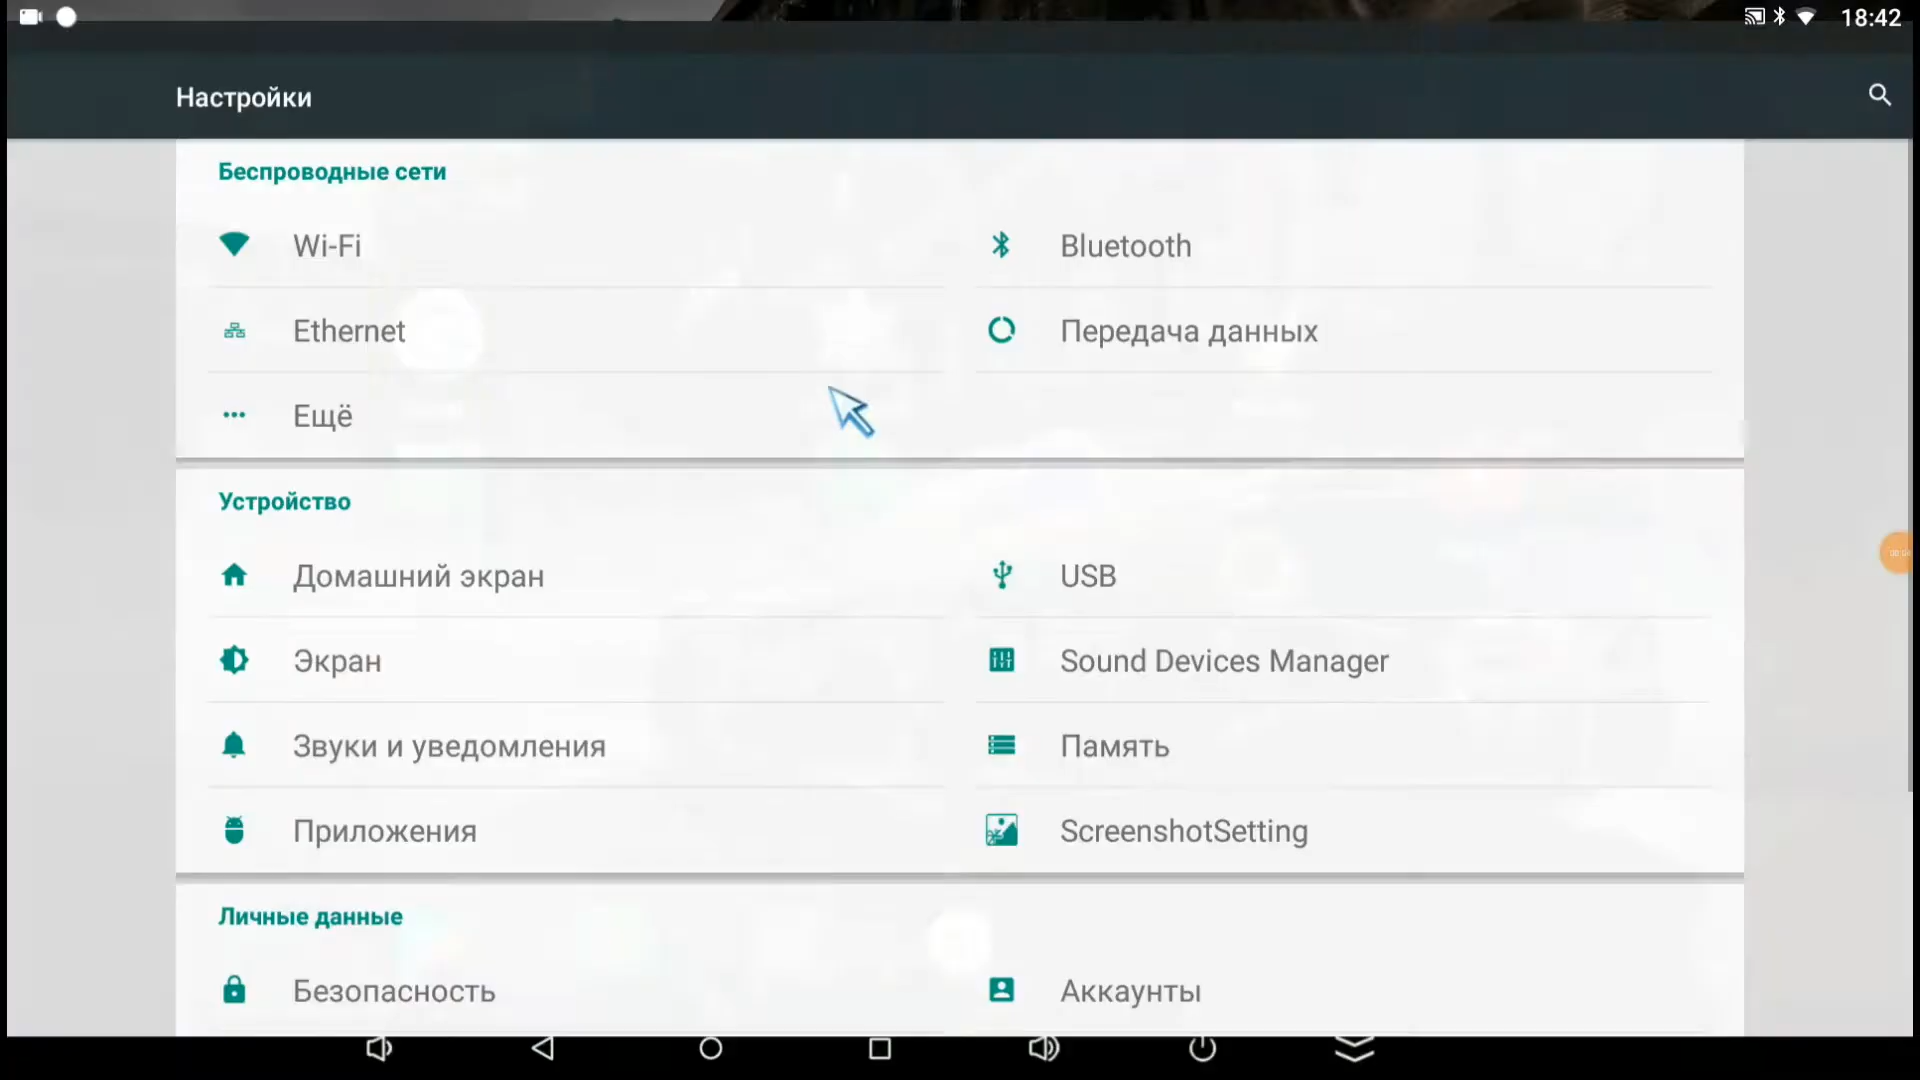 18:42
Настройки
Беспроводные сети
Wi-Fi
Bluetooth
Ethernet
Передача данных
Ещё
Устройство
Домашний экран
USB
Экран
Sound Devices Manager
Звуки и уведомления
Память
Приложения
ScreenshotSetting
Личные данные
Безопасность
Аккаунты